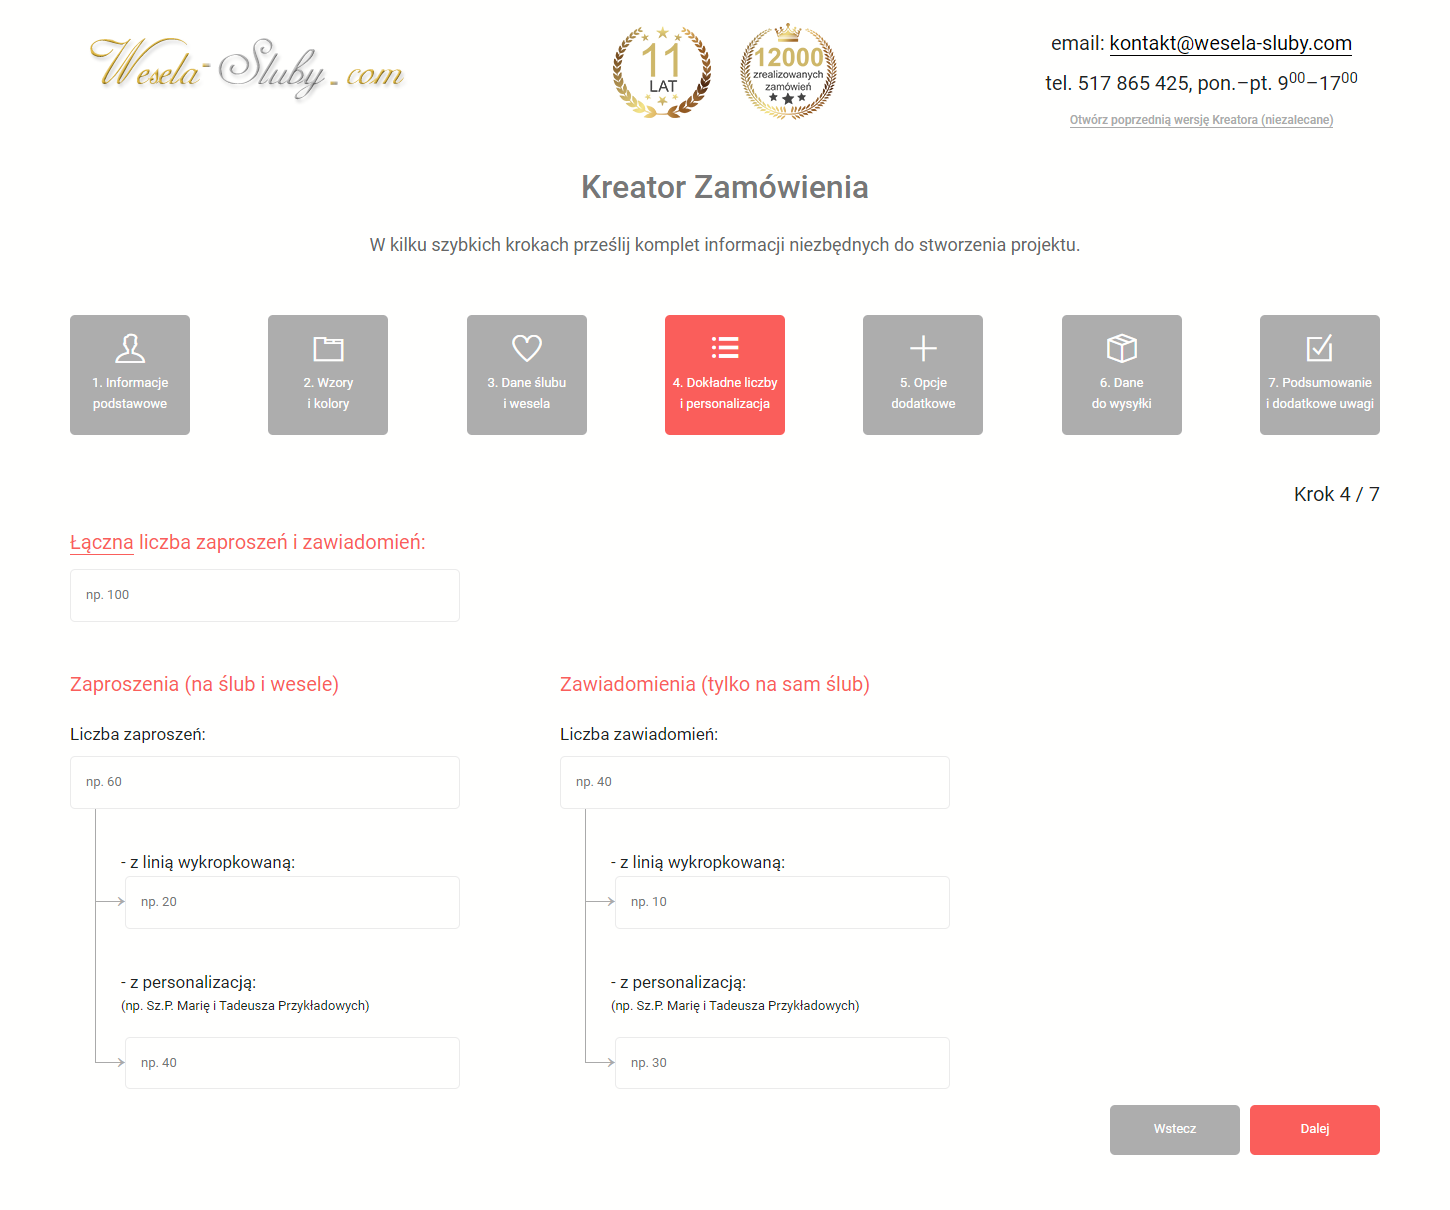 Wesela-Sluby.com
11
LAT
12000
zrealizowanych
zamówień
email: kontakt@wesela-sluby.com
tel. 517 865 425, pon.–pt. 9⁰⁰–17⁰⁰
Otwórz poprzednią wersję Kreatora (niezalecane)
Kreator Zamówienia
W kilku szybkich krokach prześlij komplet informacji niezbędnych do stworzenia projektu.
1. Informacje
podstawowe
2. Wzory
i kolory
3. Dane ślubu
i wesela
4. Dokładne liczby
i personalizacja
5. Opcje
dodatkowe
6. Dane
do wysyłki
7. Podsumowanie
i dodatkowe uwagi
Krok 4 / 7
Łączna liczba zaproszeń i zawiadomień:
np. 100
Zaproszenia (na ślub i wesele)
Liczba zaproszeń:
np. 60
- z linią wykropkowaną:
np. 20
- z personalizacją:
(np. Sz.P. Marię i Tadeusza Przykładowych)
np. 40
Zawiadomienia (tylko na sam ślub)
Liczba zawiadomień:
np. 40
- z linią wykropkowaną:
np. 10
- z personalizacją:
(np. Sz.P. Marię i Tadeusza Przykładowych)
np. 30
Wstecz
Dalej